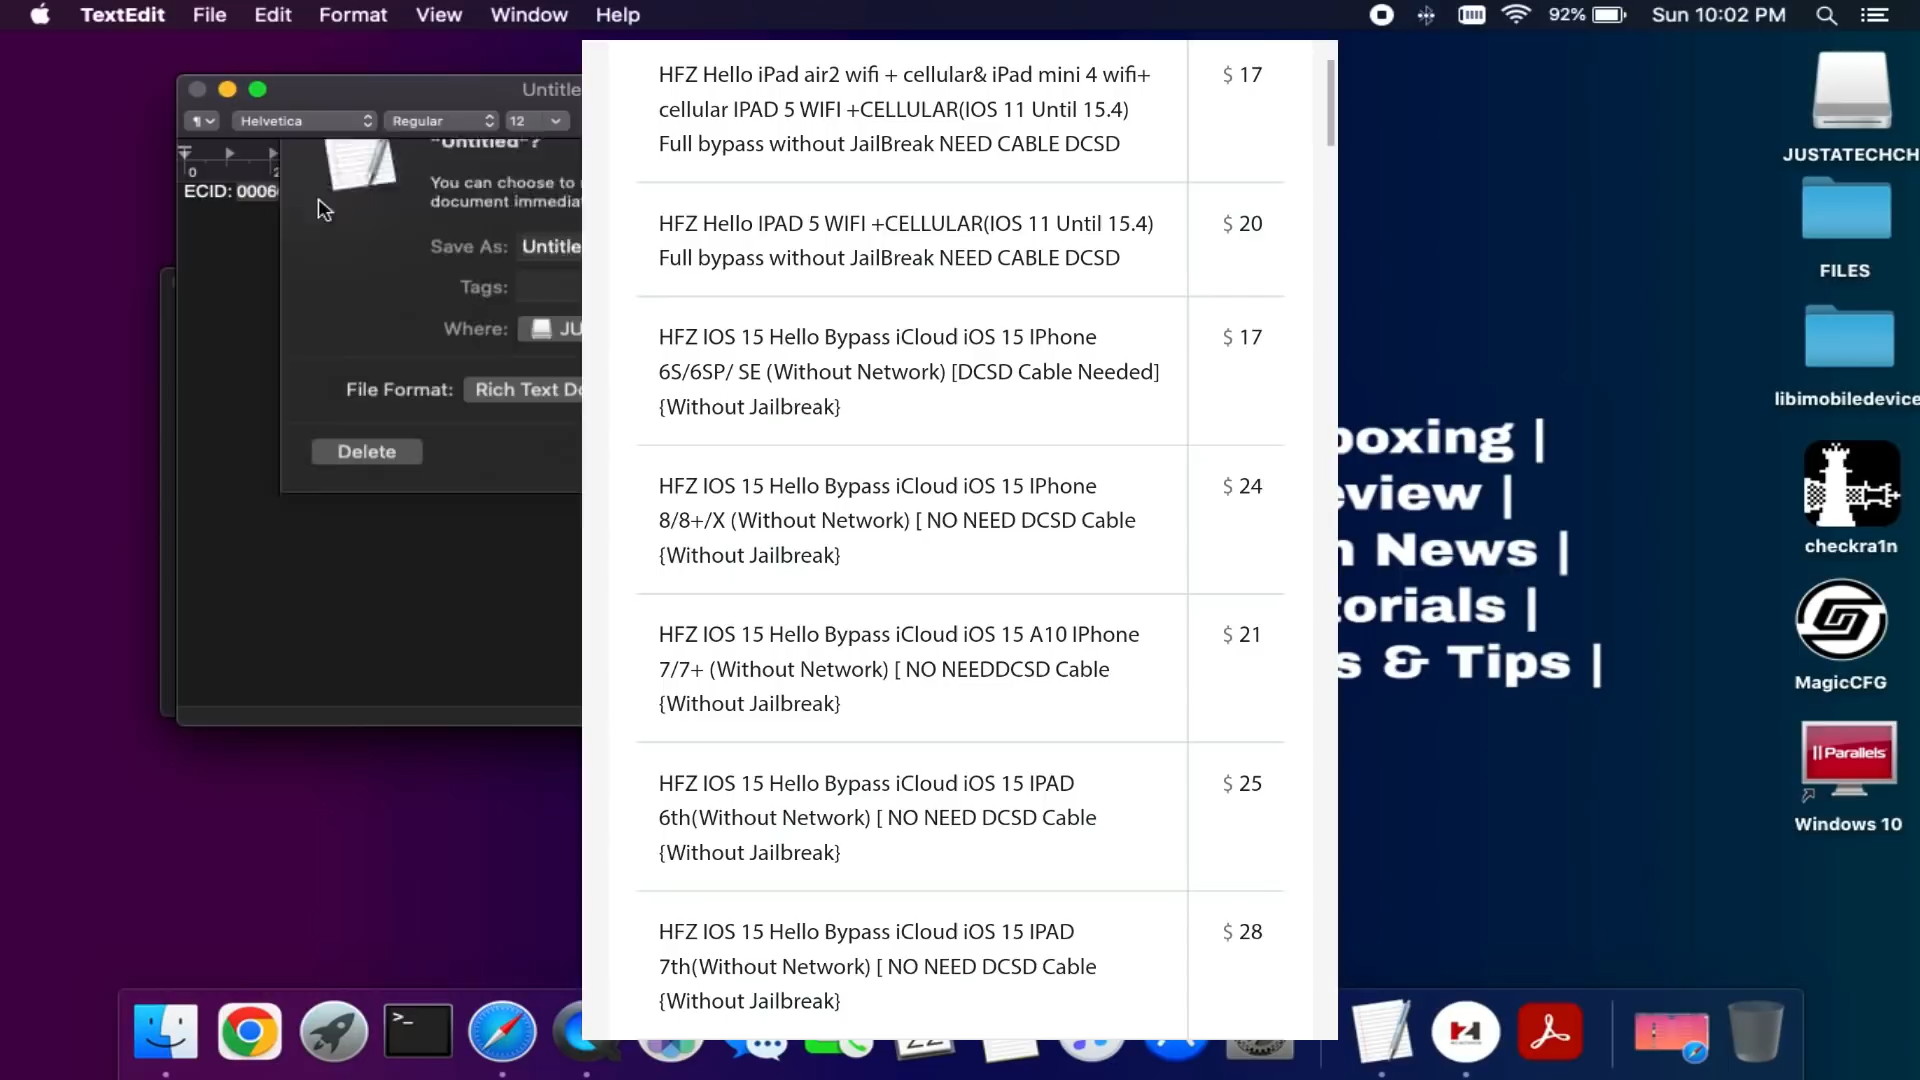 TextEdit File Edit Format View Window Help
92% Sun 10:02 PM
Untitle
Helvetica Regular 12
0
ECID: 0006
"Untitled"?
You can choose to
document immedia
Save As: Untitle
Tags:
Where: JU
File Format: Rich Text Do
Delete
HFZ Hello iPad air2 wifi + cellular& iPad mini 4 wifi+ $ 17
cellular IPAD 5 WIFI +CELLULAR(IOS 11 Until 15.4)
Full bypass without JailBreak NEED CABLE DCSD
HFZ Hello IPAD 5 WIFI +CELLULAR(IOS 11 Until 15.4) $ 20
Full bypass without JailBreak NEED CABLE DCSD
HFZ IOS 15 Hello Bypass iCloud iOS 15 IPhone $ 17
6S/6SP/ SE (Without Network) [DCSD Cable Needed]
{Without Jailbreak}
HFZ IOS 15 Hello Bypass iCloud iOS 15 IPhone $ 24
8/8+/X (Without Network) [ NO NEED DCSD Cable
{Without Jailbreak}
HFZ IOS 15 Hello Bypass iCloud iOS 15 A10 IPhone $ 21
7/7+ (Without Network) [ NO NEEDDCSD Cable
{Without Jailbreak}
HFZ IOS 15 Hello Bypass iCloud iOS 15 IPAD $ 25
6th(Without Network) [ NO NEED DCSD Cable
{Without Jailbreak}
HFZ IOS 15 Hello Bypass iCloud iOS 15 IPAD $ 28
7th(Without Network) [ NO NEED DCSD Cable
{Without Jailbreak}
boxing |
eview |
News |
torials |
s & Tips |
JUSTATECHCH
FILES
libimobiledevice
checkra1n
MagicCFG
Parallels
Windows 10